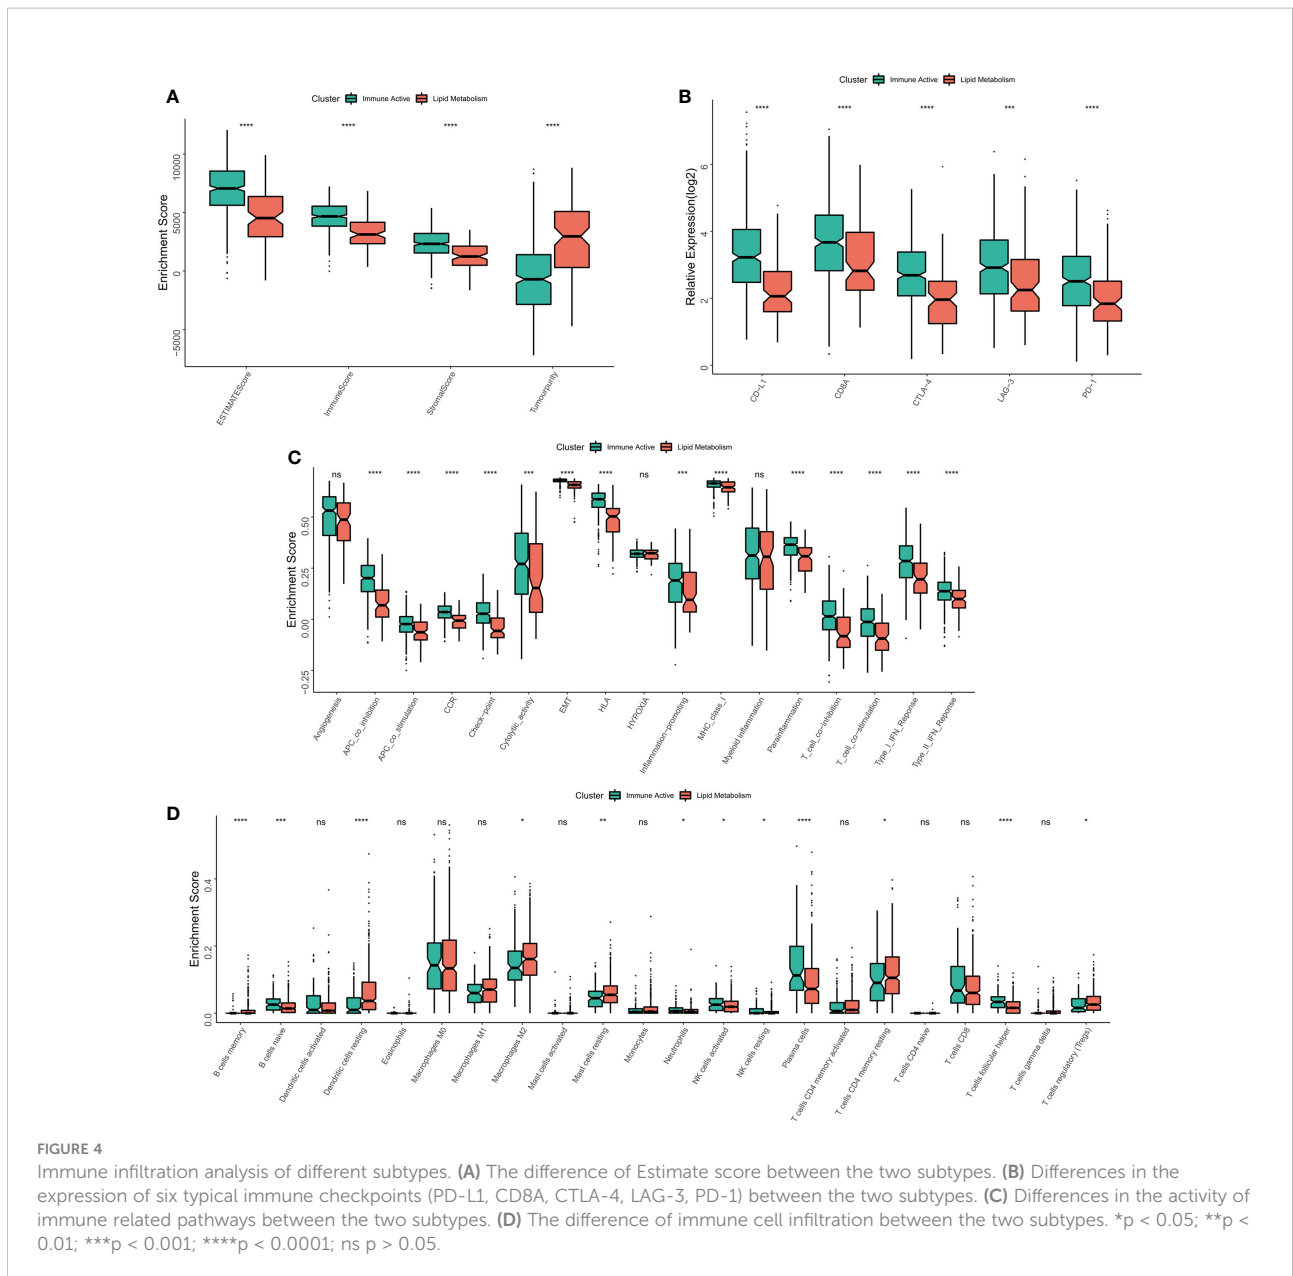 A
Cluster Immune Active Lipid Metabolism
**** **** **** ****
Enrichment Score
10000
5000
0
−5000
ESTIMATEScore
ImmuneScore
StromalScore
Tumourpurity
B
Cluster Immune Active Lipid Metabolism
**** **** **** *** ****
Relative Expression(log2)
6
4
2
0
CD−L1
CD8A
CTLA−4
LAG−3
PD−1
C
Cluster Immune Active Lipid Metabolism
ns **** **** **** **** *** **** **** ns *** **** ns **** **** **** **** ****
Enrichment Score
0.50
0.25
0.00
−0.25
Angiogenesis
APC_co_inhibition
APC_co_stimulation
CCR
Check−point
Cytolytic_activity
EMT
HLA
HYPOXIA
Inflammation−promoting
MHC_class_I
Myeloid inflammation
Parainflammation
T_cell_co−inhibition
T_cell_co−stimulation
Type_I_IFN_Reponse
Type_II_IFN_Reponse
D
Cluster Immune Active Lipid Metabolism
**** *** ns **** ns ns ns * ns ** ns * * * **** ns * ns ns **** ns *
Enrichment Score
0.4
0.2
0.0
B cells memory
B cells naive
Dendritic cells activated
Dendritic cells resting
Eosinophils
Macrophages M0
Macrophages M1
Macrophages M2
Mast cells activated
Mast cells resting
Monocytes
Neutrophils
NK cells activated
NK cells resting
Plasma cells
T cells CD4 memory activated
T cells CD4 memory resting
T cells CD4 naive
T cells CD8
T cells follicular helper
T cells gamma delta
T cells regulatory (Tregs)
FIGURE 4
Immune infiltration analysis of different subtypes. (A) The difference of Estimate score between the two subtypes. (B) Differences in the
expression of six typical immune checkpoints (PD-L1, CD8A, CTLA-4, LAG-3, PD-1) between the two subtypes. (C) Differences in the activity of
immune related pathways between the two subtypes. (D) The difference of immune cell infiltration between the two subtypes. *p < 0.05; **p <
0.01; ***p < 0.001; ****p < 0.0001; ns p > 0.05.